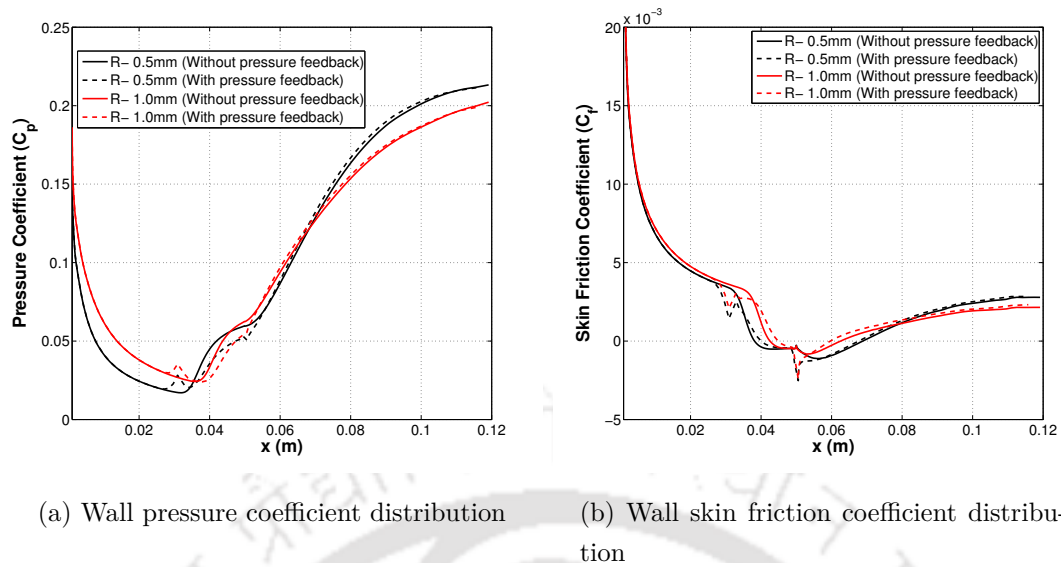 0.25
0.2
0.15
0.1
0.05
0
0.02
0.04
0.06
0.08
0.1
0.12
Pressure Coefficient (Cp)
x (m)
R− 0.5mm (Without pressure feedback)
R− 0.5mm (With pressure feedback)
R− 1.0mm (Without pressure feedback)
R− 1.0mm (With pressure feedback)
x 10−3
20
15
10
5
0
−5
0.02
0.04
0.06
0.08
0.1
0.12
Skin Friction Coefficient (Cf)
x (m)
R− 0.5mm (Without pressure feedback)
R− 0.5mm (With pressure feedback)
R− 1.0mm (Without pressure feedback)
R− 1.0mm (With pressure feedback)
(a) Wall pressure coefficient distribution
(b) Wall skin friction coefficient distribu-
tion